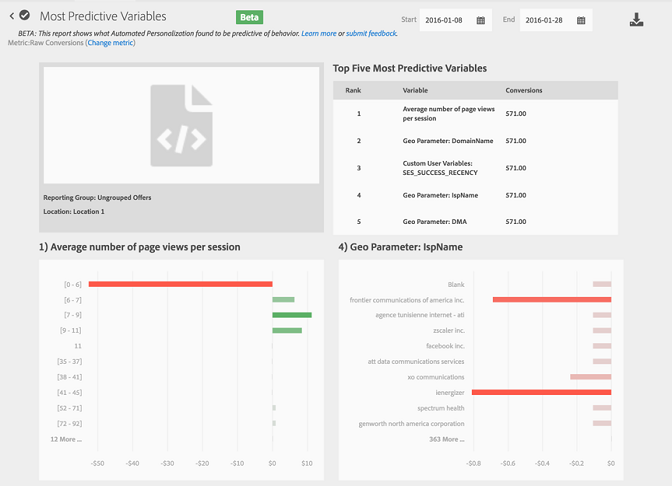 Most Predictive Variables Beta Start 2016-01-08 End 2016-01-28
BETA: This report shows what Automated Personalization found to be predictive of behavior. Learn more or submit feedback.
Metric:Raw Conversions (Change metric)
</>
Reporting Group: Ungrouped Offers
Location: Location 1
Top Five Most Predictive Variables
Rank Variable Conversions
1 Average number of page views per session 571.00
2 Geo Parameter: DomainName 571.00
3 Custom User Variables: SES_SUCCESS_RECENCY 571.00
4 Geo Parameter: IspName 571.00
5 Geo Parameter: DMA 571.00
1) Average number of page views per session
[0 - 6]
[6 - 7]
[7 - 9]
[9 - 11]
11
[35 - 37]
[38 - 41]
[41 - 45]
[52 - 71]
[72 - 92]
12 More ...
-$50 -$40 -$30 -$20 -$10 $0 $10
4) Geo Parameter: IspName
Blank
frontier communications of america inc.
agence tunisienne internet - ati
zscaler inc.
facebook inc.
att data communications services
xo communications
ienergizer
spectrum health
genworth north america corporation
363 More ...
-$0.8 -$0.6 -$0.4 -$0.2 $0